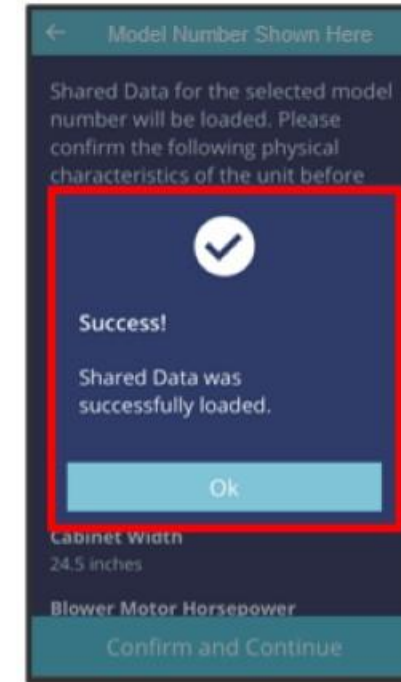 ← Model Number Shown Here
Shared Data for the selected model
number will be loaded. Please
confirm the following physical
characteristics of the unit before
Success!
Shared Data was
successfully loaded.
Ok
Cabinet Width
24.5 inches
Blower Motor Horsepower
Confirm and Continue